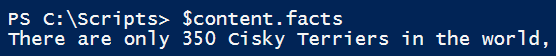 PS C:\Scripts> $content.facts
There are only 350 Cisky Terriers in the world,